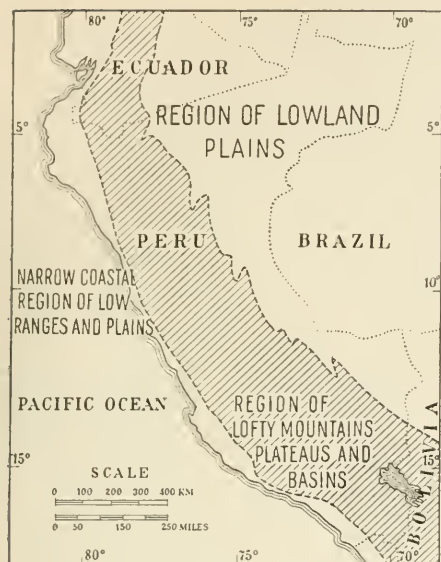 80° 75° 70°
ECUADOR
REGION OF LOWLAND
PLAINS
5° 5°
PERU
BRAZIL
NARROW COASTAL
REGION OF LOW
RANGES AND PLAINS
10° 10°
PACIFIC OCEAN
REGION OF
LOFTY MOUNTAINS
PLATEAUS AND
BASINS
BOLIVIA
15° 15°
SCALE
0 100 200 300 400 KM
0 50 150 250 MILES
80° 75° 70°